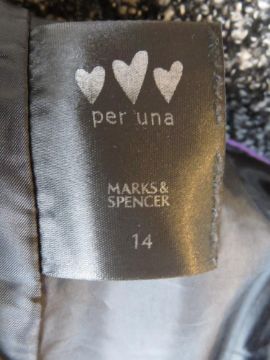 per una
MARKS &
SPENCER
14